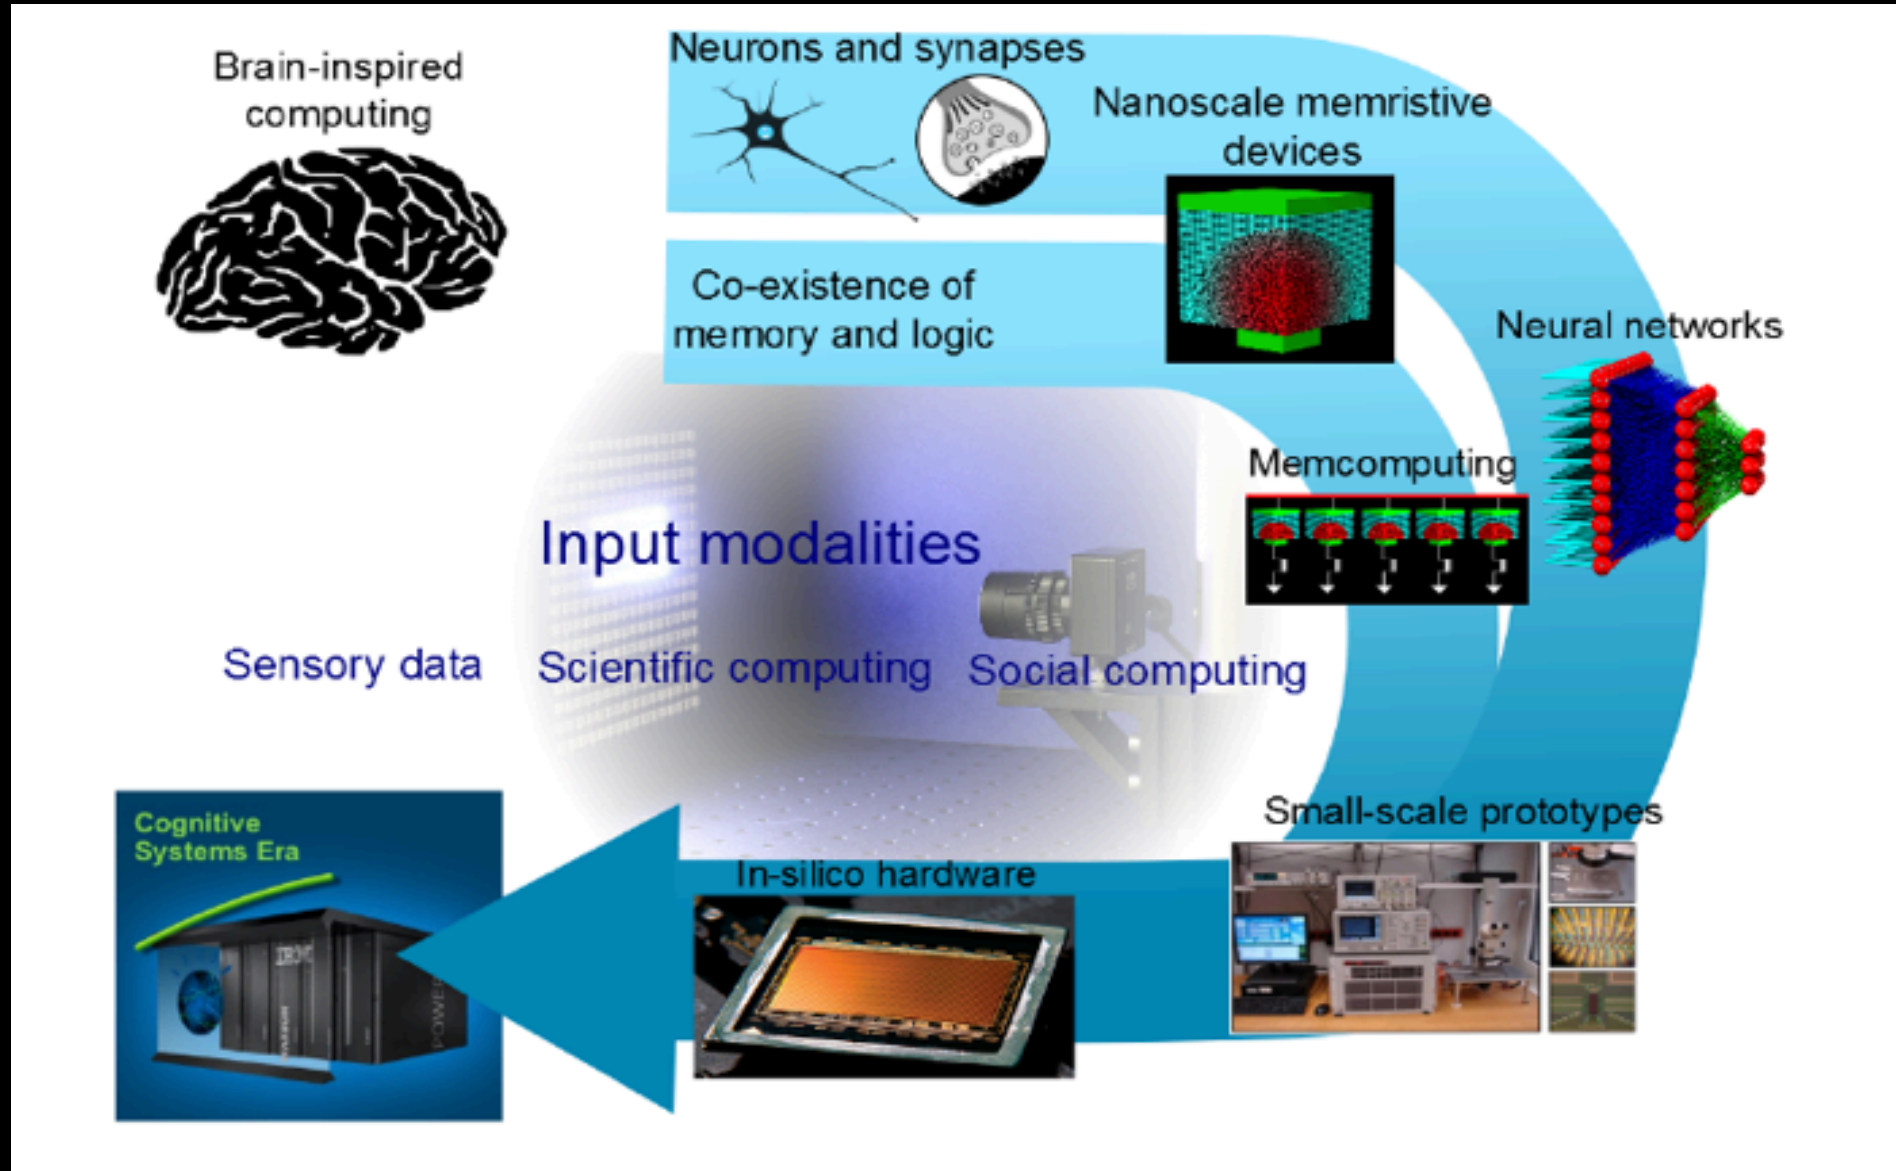 Brain-inspired
computing
Neurons and synapses
Nanoscale memristive
devices
Co-existence of
memory and logic
Neural networks
Memcomputing
Input modalities
Sensory data
Scientific computing
Social computing
Small-scale prototypes
In-silico hardware
Cognitive
Systems Era
POWER